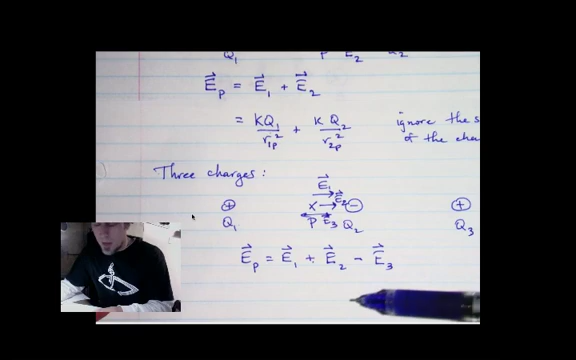 Q₁ P E₂ Q₂
E⃗p = E⃗₁ + E⃗₂
= KQ₁/r₁p² + KQ₂/r₂p² ignore the s
of the cha
Three charges:
E⃗₁
⊕ X → E⃗₂ ⊖ ⊕
Q₁ P E⃗₃ Q₂ Q₃
E⃗p = E⃗₁ + E⃗₂ − E⃗₃